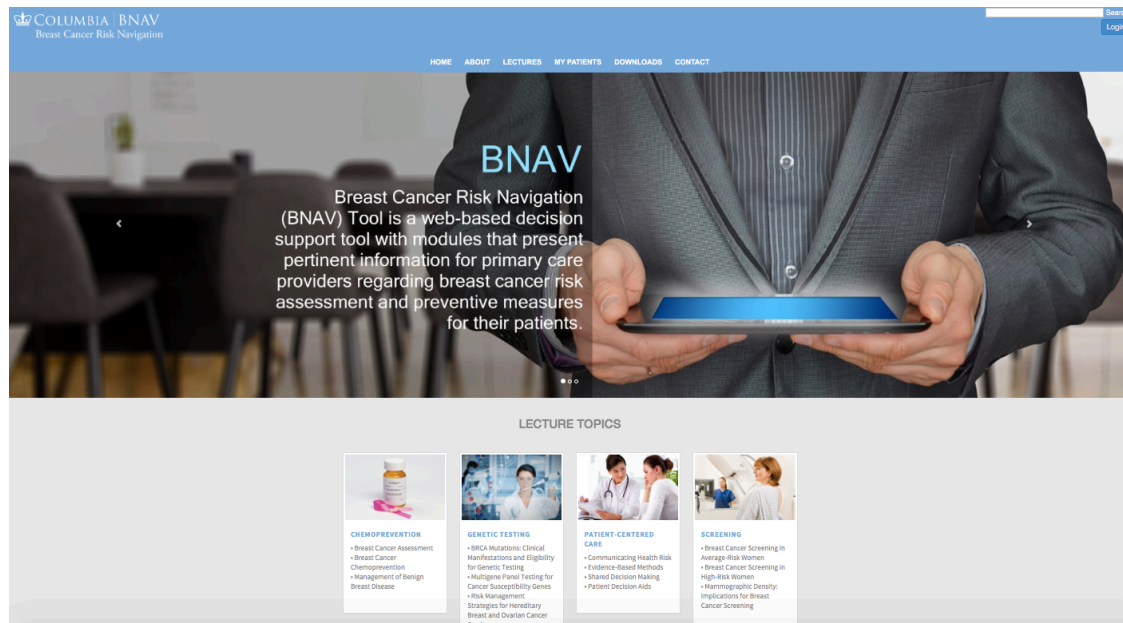 COLUMBIA | BNAV
Breast Cancer Risk Navigation
Search
Login
HOME ABOUT LECTURES MY PATIENTS DOWNLOADS CONTACT
BNAV
Breast Cancer Risk Navigation
(BNAV) Tool is a web-based decision
support tool with modules that present
pertinent information for primary care
providers regarding breast cancer risk
assessment and preventive measures
for their patients.
LECTURE TOPICS
CHEMOPREVENTION
• Breast Cancer Assessment
• Breast Cancer
Chemoprevention
• Management of Benign
Breast Disease
GENETIC TESTING
• BRCA Mutations: Clinical
Manifestations and Eligibility
for Genetic Testing
• Multigene Panel Testing for
Cancer Susceptibility Genes
• Risk Management
Strategies for Hereditary
Breast and Ovarian Cancer
PATIENT-CENTERED
CARE
• Communicating Health Risk
• Evidence-Based Methods
• Shared Decision Making
• Patient Decision Aids
SCREENING
• Breast Cancer Screening in
Average-Risk Women
• Breast Cancer Screening in
High-Risk Women
• Mammographic Density:
Implications for Breast
Cancer Screening